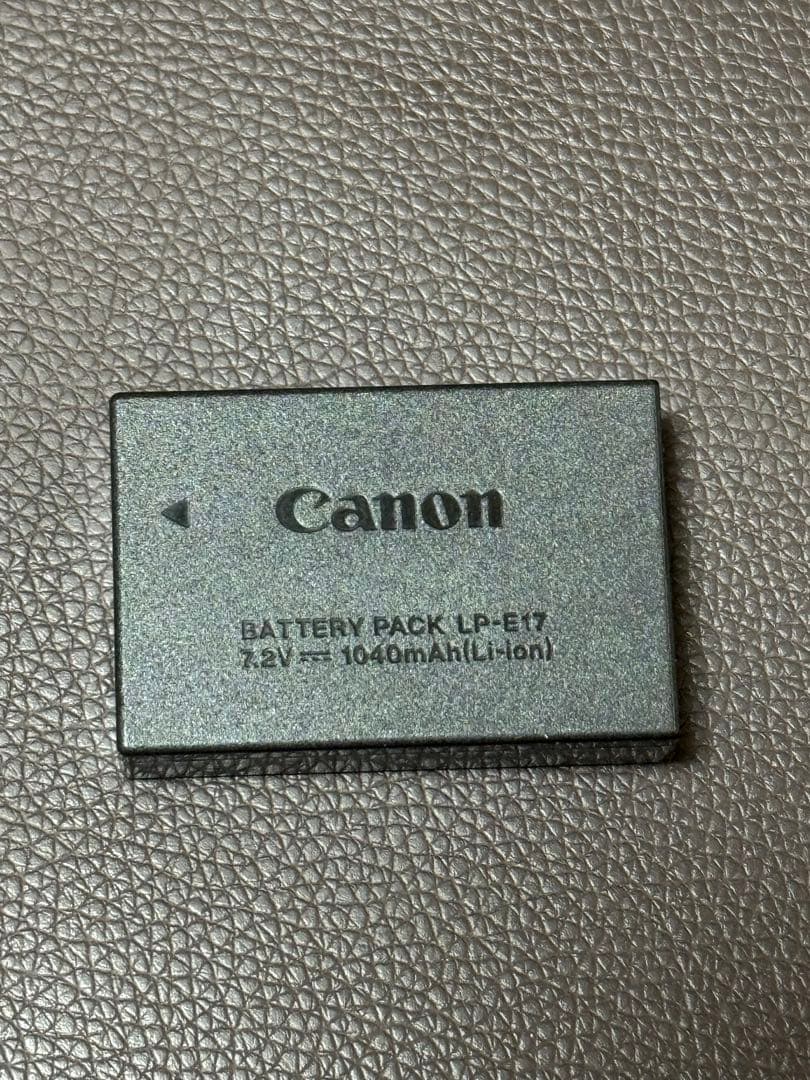 Canon
BATTERY PACK LP-E17
7.2V ⎓ 1040mAh(Li-ion)